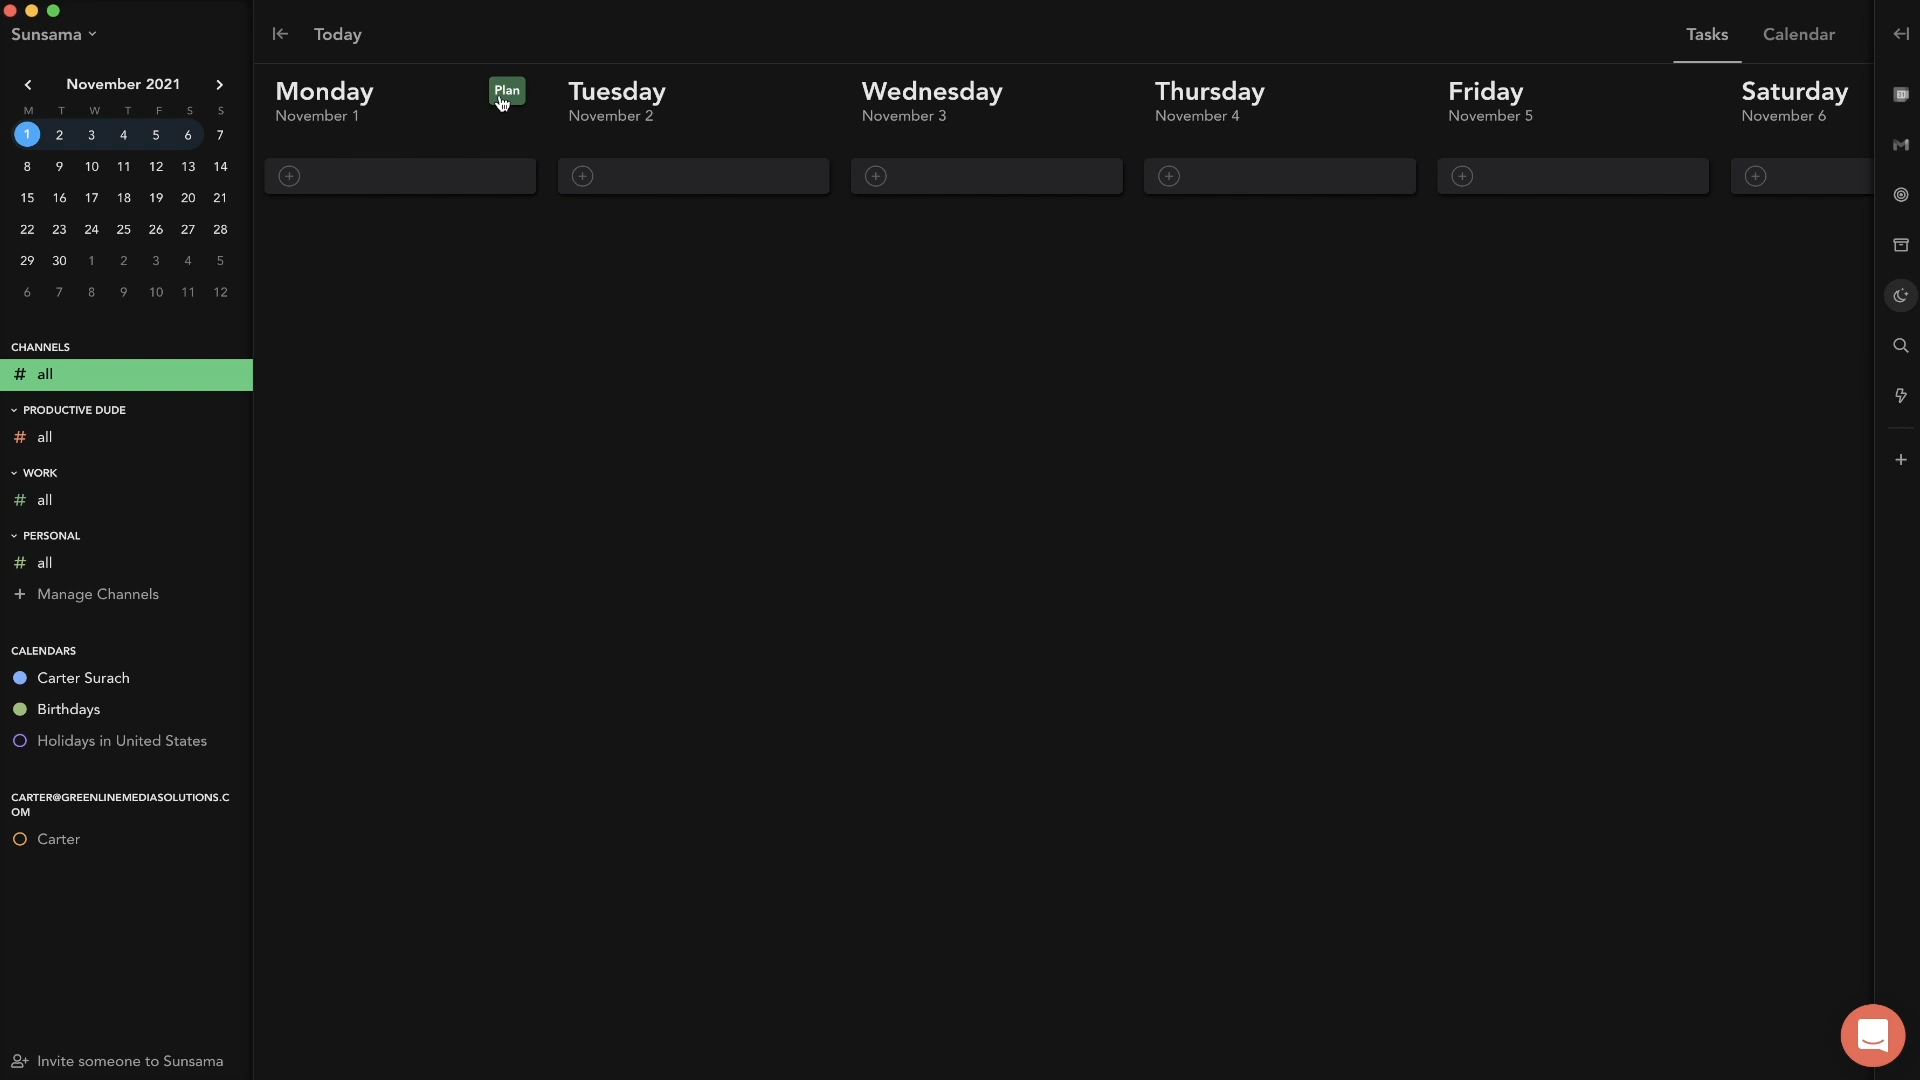 Sunsama
Today
Tasks
Calendar
November 2021
M T W T F S S
1 2 3 4 5 6 7
8 9 10 11 12 13 14
15 16 17 18 19 20 21
22 23 24 25 26 27 28
29 30 1 2 3 4 5
6 7 8 9 10 11 12
CHANNELS
# all
PRODUCTIVE DUDE
# all
WORK
# all
PERSONAL
# all
+ Manage Channels
CALENDARS
Carter Surach
Birthdays
Holidays in United States
CARTER@GREENLINEMEDIASOLUTIONS.C
OM
Carter
Invite someone to Sunsama
Monday
November 1
Plan
Tuesday
November 2
Wednesday
November 3
Thursday
November 4
Friday
November 5
Saturday
November 6